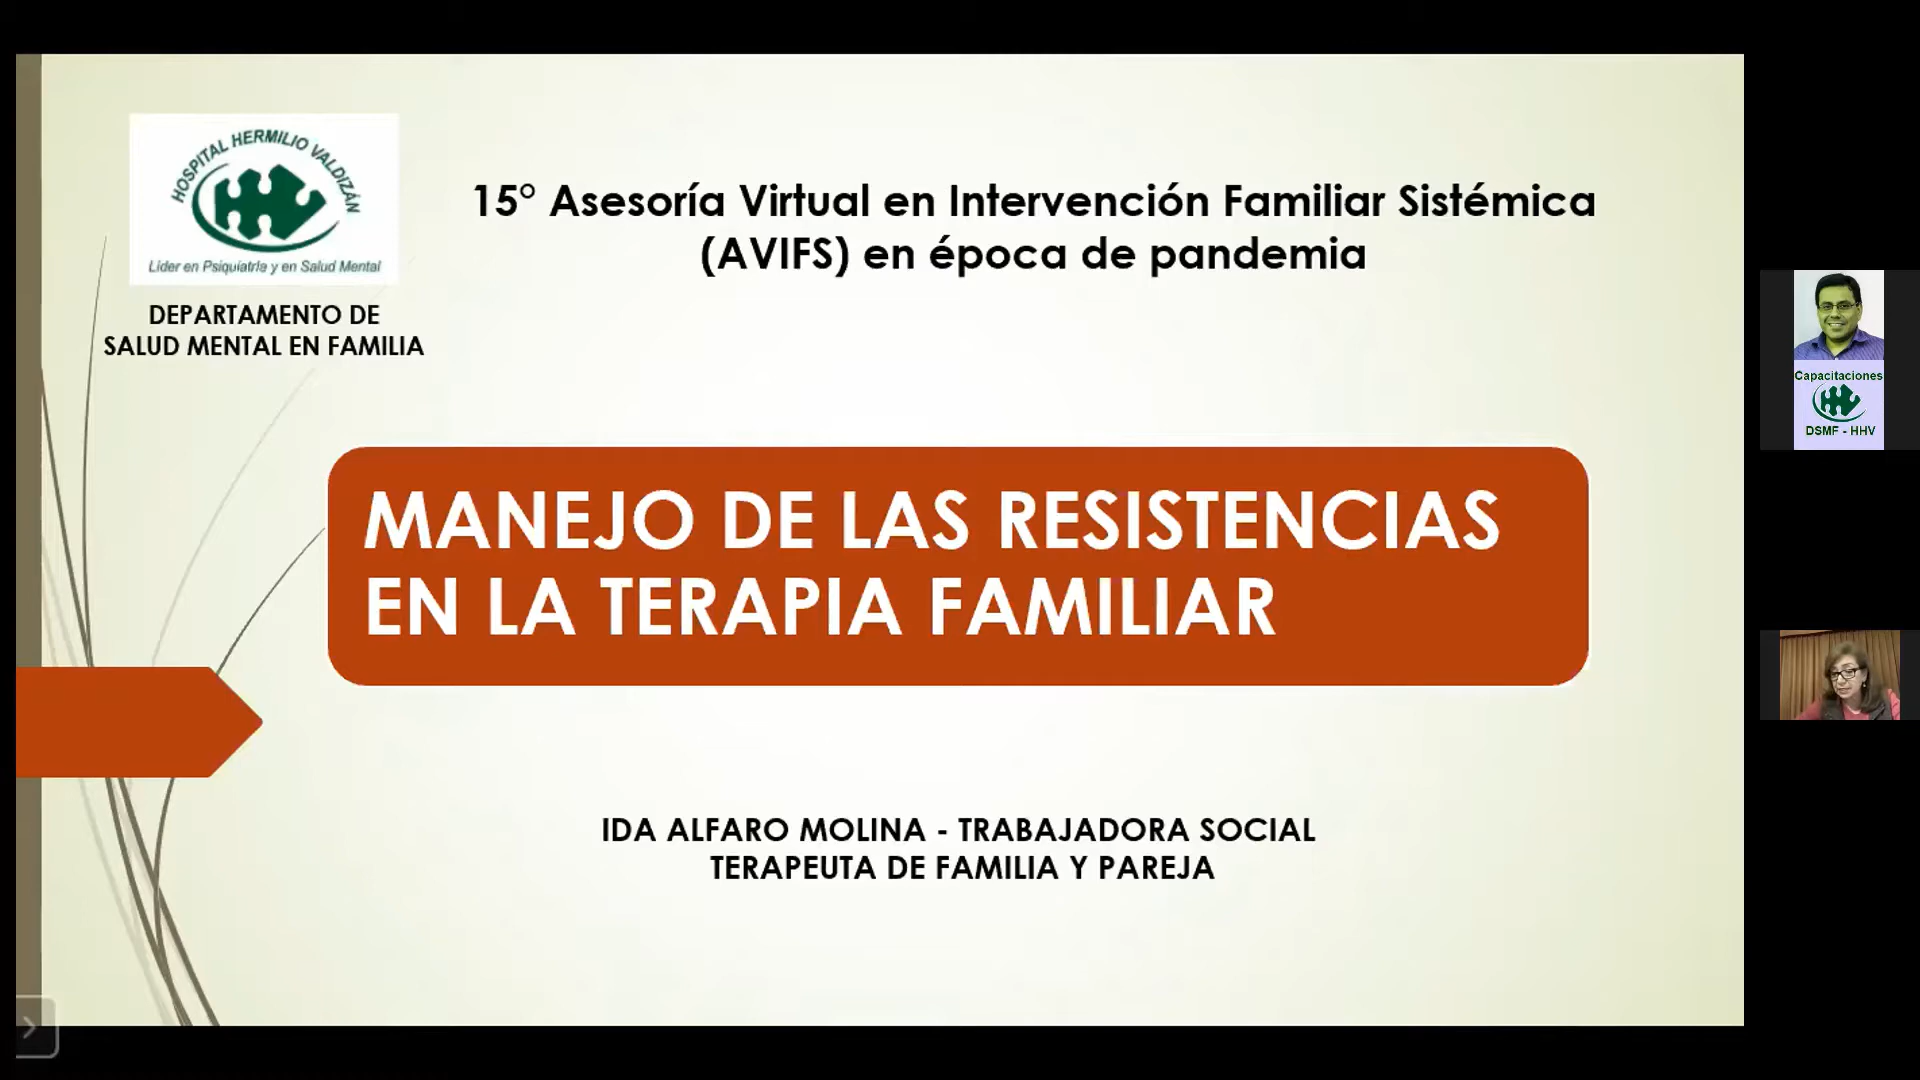 HOSPITAL HERMILIO VALDIZÁN
Líder en Psiquiatría y en Salud Mental
DEPARTAMENTO DE
SALUD MENTAL EN FAMILIA
15° Asesoría Virtual en Intervención Familiar Sistémica
(AVIFS) en época de pandemia
MANEJO DE LAS RESISTENCIAS
EN LA TERAPIA FAMILIAR
IDA ALFARO MOLINA - TRABAJADORA SOCIAL
TERAPEUTA DE FAMILIA Y PAREJA
Capacitaciones
DSMF - HHV